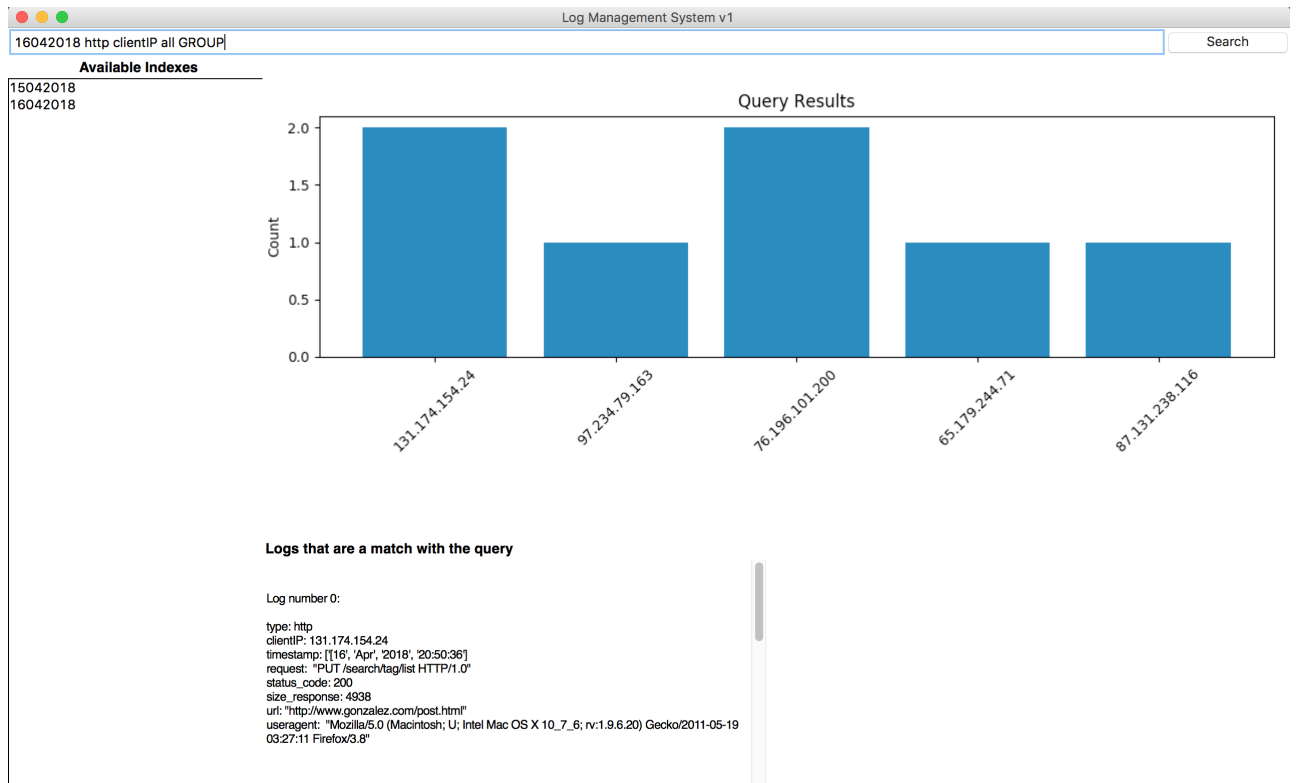 Log Management System v1
16042018 http clientIP all GROUP
Search
Available Indexes
15042018
16042018
Query Results
Count
2.0
1.5
1.0
0.5
0.0
131.174.154.24
97.234.79.163
76.196.101.200
65.179.244.71
87.131.238.116
Logs that are a match with the query
Log number 0:
type: http
clientIP: 131.174.154.24
timestamp: ['[16', 'Apr', '2018', '20:50:36']
request:  "PUT /search/tag/list HTTP/1.0"
status_code: 200
size_response: 4938
url: "http://www.gonzalez.com/post.html"
useragent:  "Mozilla/5.0 (Macintosh; U; Intel Mac OS X 10_7_6; rv:1.9.6.20) Gecko/2011-05-19
03:27:11 Firefox/3.8"